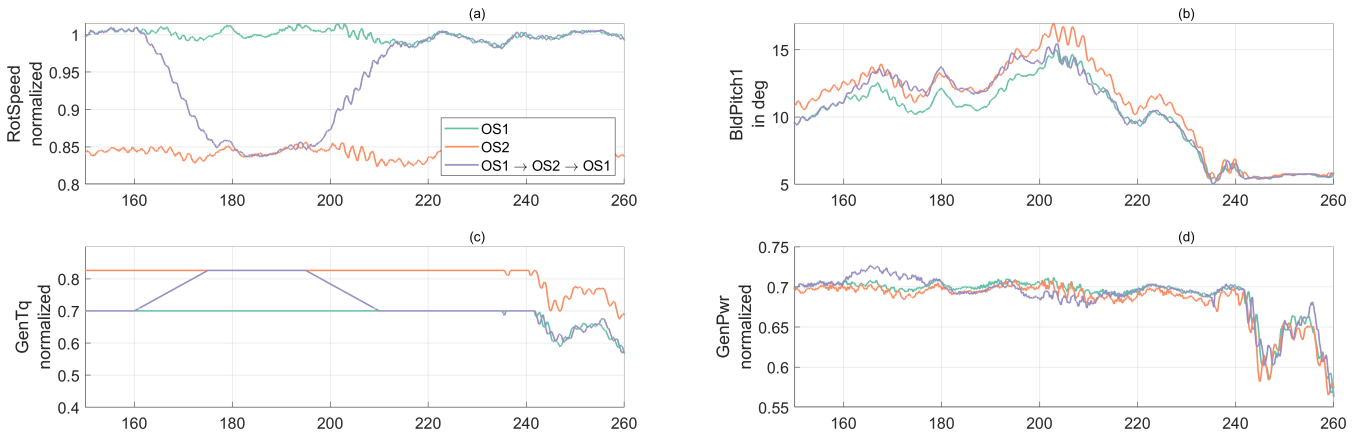 (a)
1
0.95
0.9
0.85
0.8
RotSpeed
normalized
OS1
OS2
OS1 → OS2 → OS1
160 180 200 220 240 260
(b)
15
10
5
BldPitch1
in deg
160 180 200 220 240 260
(c)
0.8
0.7
0.6
0.5
0.4
GenTq
normalized
160 180 200 220 240 260
(d)
0.75
0.7
0.65
0.6
0.55
GenPwr
normalized
160 180 200 220 240 260